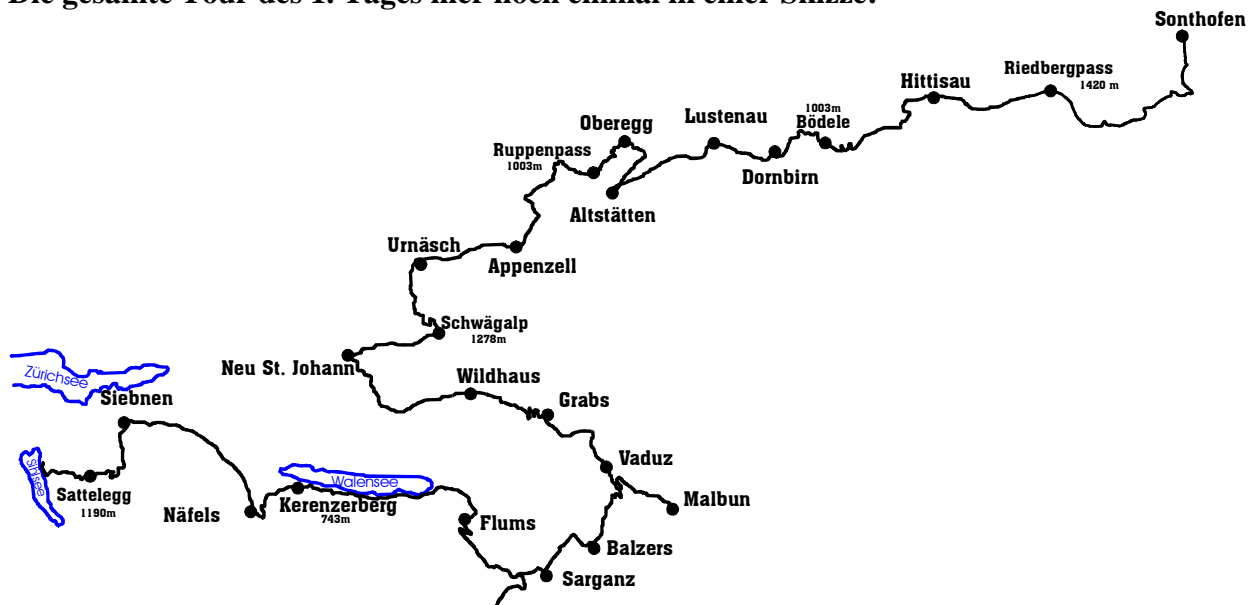 Die gesamte Tour des 1. Tages hier noch einmal in einer Skizze:
Sonthofen
Riedbergpass
1420 m
Hittisau
1003m
Bödele
Lustenau
Dornbirn
Oberegg
Ruppenpass
1003m
Altstätten
Urnäsch
Appenzell
Schwägalp
1278m
Neu St. Johann
Wildhaus
Grabs
Zürichsee
Siebnen
Vaduz
Malbun
Sihlsee
Sattelegg
1190m
Walensee
Kerenzerberg
743m
Näfels
Flums
Balzers
Sarganz